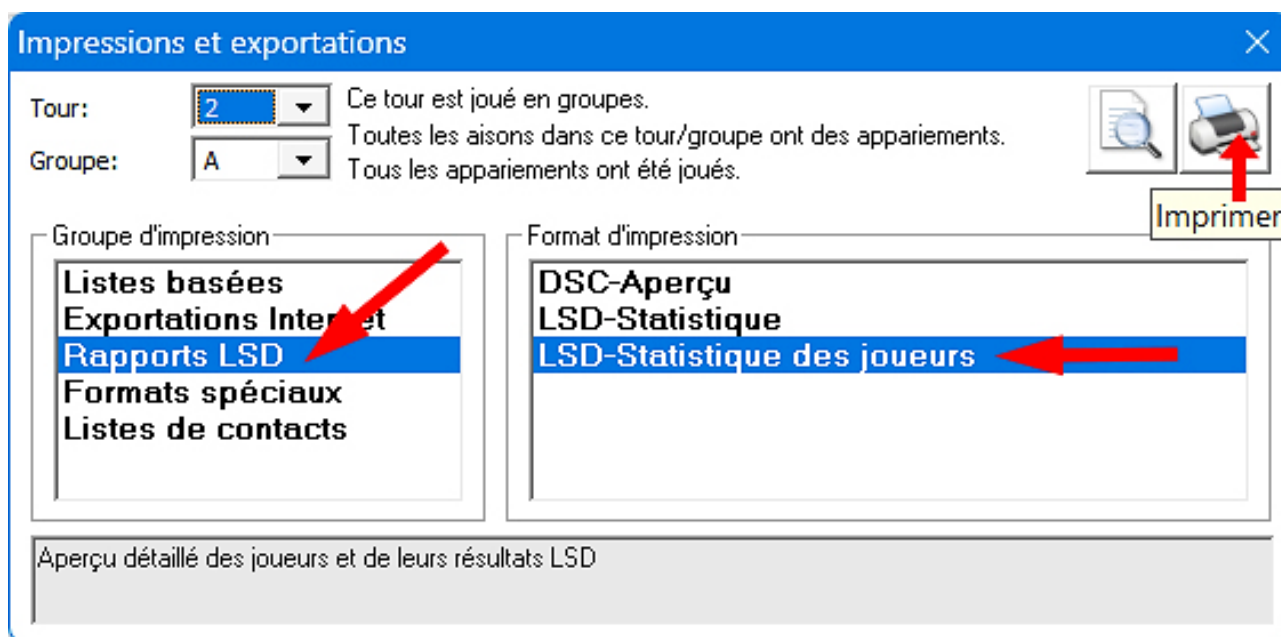 Impressions et exportations
Tour:
2
Ce tour est joué en groupes.
Toutes les aisons dans ce tour/groupe ont des appariements.
Groupe:
A
Tous les appariements ont été joués.
Imprimer
Groupe d'impression
Listes basées
Exportations Internet
Rapports LSD
Formats spéciaux
Listes de contacts
Format d'impression
DSC-Aperçu
LSD-Statistique
LSD-Statistique des joueurs
Aperçu détaillé des joueurs et de leurs résultats LSD